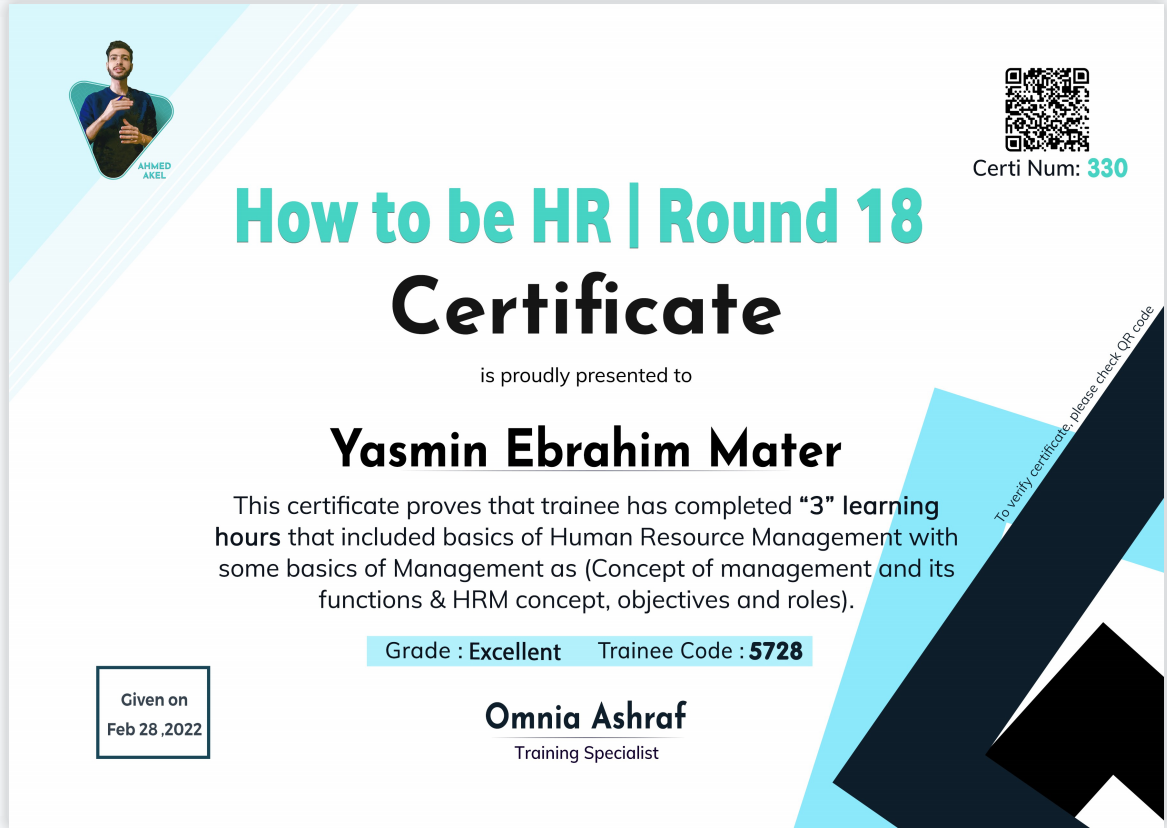 AHMED
AKEL
Certi Num: 330
How to be HR | Round 18
Certificate
is proudly presented to
Yasmin Ebrahim Mater
This certificate proves that trainee has completed “3” learning
hours that included basics of Human Resource Management with
some basics of Management as (Concept of management and its
functions & HRM concept, objectives and roles).
Grade : Excellent Trainee Code : 5728
To verify certificate, please check QR code
Given on
Feb 28 ,2022
Omnia Ashraf
Training Specialist